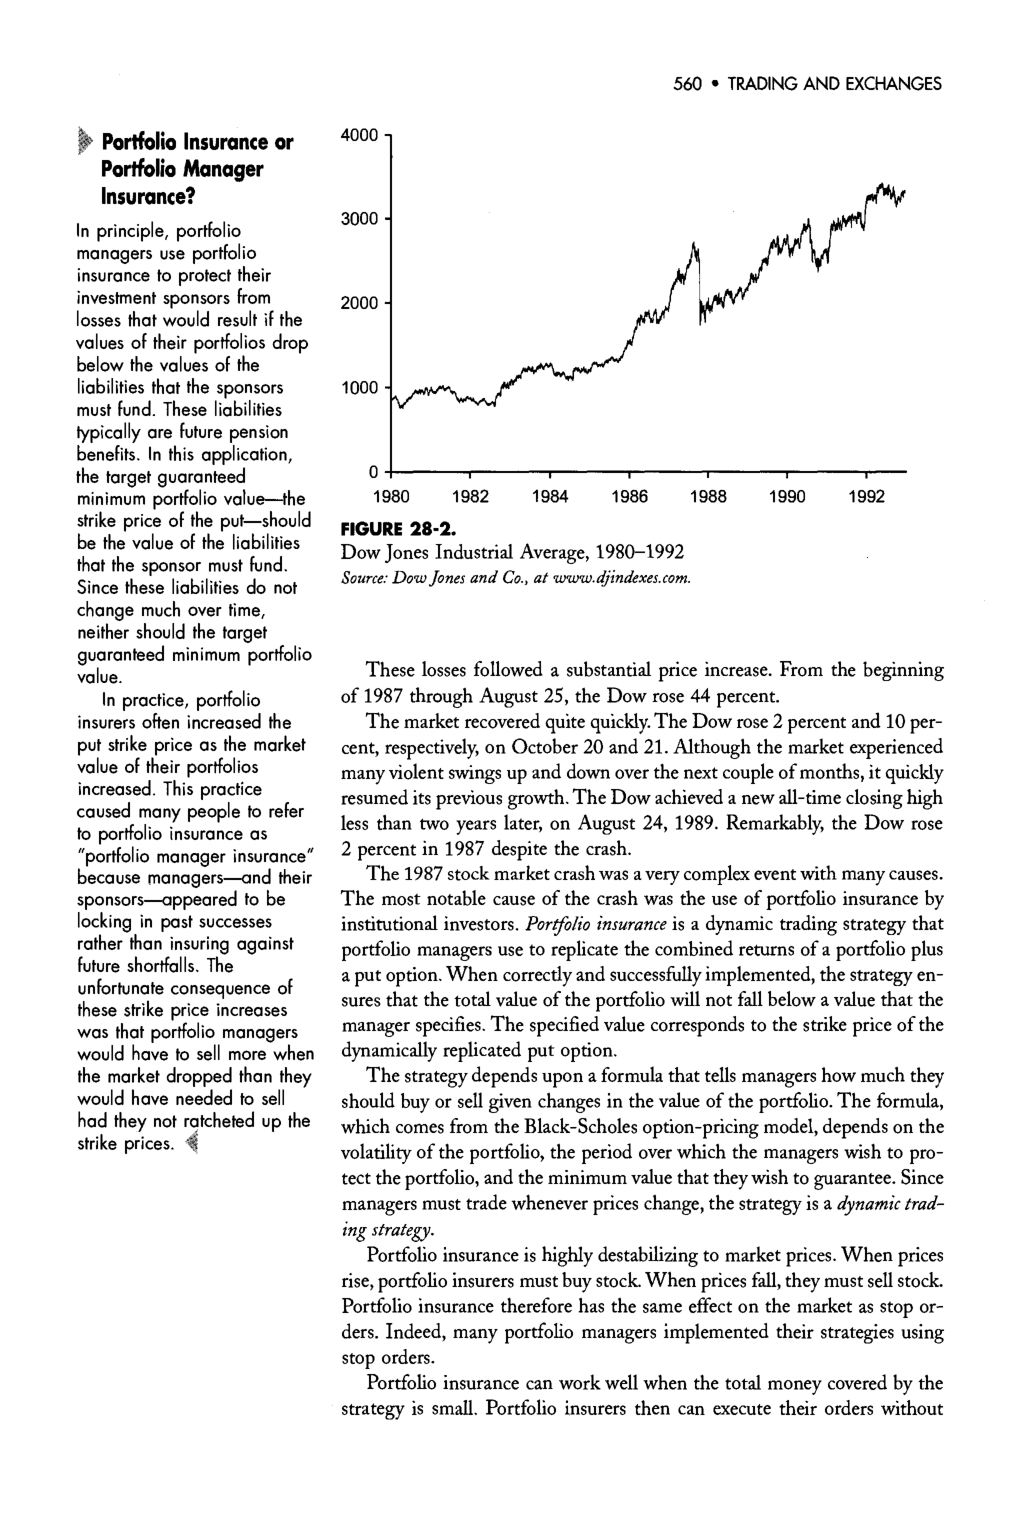 560 • TRADING AND EXCHANGES
Portfolio Insurance or
Portfolio Manager
Insurance?
In principle, portfolio
managers use portfolio
insurance to protect their
investment sponsors from
losses that would result if the
values of their portfolios drop
below the values of the
liabilities that the sponsors
must fund. These liabilities
typically are future pension
benefits. In this application,
the target guaranteed
minimum portfolio value—the
strike price of the put—should
be the value of the liabilities
that the sponsor must fund.
Since these liabilities do not
change much over time,
neither should the target
guaranteed minimum portfolio
value.
In practice, portfolio
insurers often increased the
put strike price as the market
value of their portfolios
increased. This practice
caused many people to refer
to portfolio insurance as
"portfolio manager insurance"
because managers—and their
sponsors—appeared to be
locking in past successes
rather than insuring against
future shortfalls. The
unfortunate consequence of
these strike price increases
was that portfolio managers
would have to sell more when
the market dropped than they
would have needed to sell
had they not ratcheted up the
strike prices.
4000
3000
2000
1000
0
1980 1982 1984 1986 1988 1990 1992
FIGURE 28-2.
Dow Jones Industrial Average, 1980–1992
Source: Dow Jones and Co., at www.djindexes.com.
These losses followed a substantial price increase. From the beginning
of 1987 through August 25, the Dow rose 44 percent.
The market recovered quite quickly. The Dow rose 2 percent and 10 per-
cent, respectively, on October 20 and 21. Although the market experienced
many violent swings up and down over the next couple of months, it quickly
resumed its previous growth. The Dow achieved a new all-time closing high
less than two years later, on August 24, 1989. Remarkably, the Dow rose
2 percent in 1987 despite the crash.
The 1987 stock market crash was a very complex event with many causes.
The most notable cause of the crash was the use of portfolio insurance by
institutional investors. Portfolio insurance is a dynamic trading strategy that
portfolio managers use to replicate the combined returns of a portfolio plus
a put option. When correctly and successfully implemented, the strategy en-
sures that the total value of the portfolio will not fall below a value that the
manager specifies. The specified value corresponds to the strike price of the
dynamically replicated put option.
The strategy depends upon a formula that tells managers how much they
should buy or sell given changes in the value of the portfolio. The formula,
which comes from the Black-Scholes option-pricing model, depends on the
volatility of the portfolio, the period over which the managers wish to pro-
tect the portfolio, and the minimum value that they wish to guarantee. Since
managers must trade whenever prices change, the strategy is a dynamic trad-
ing strategy.
Portfolio insurance is highly destabilizing to market prices. When prices
rise, portfolio insurers must buy stock. When prices fall, they must sell stock.
Portfolio insurance therefore has the same effect on the market as stop or-
ders. Indeed, many portfolio managers implemented their strategies using
stop orders.
Portfolio insurance can work well when the total money covered by the
strategy is small. Portfolio insurers then can execute their orders without